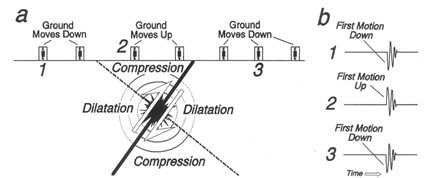 a
Ground
Moves Down
Ground
Moves Up
Ground
Moves Down
1
2
3
Compression
Dilatation
Dilatation
Compression
b
First Motion
Down
1
First Motion
Up
2
First Motion
Down
3
Time